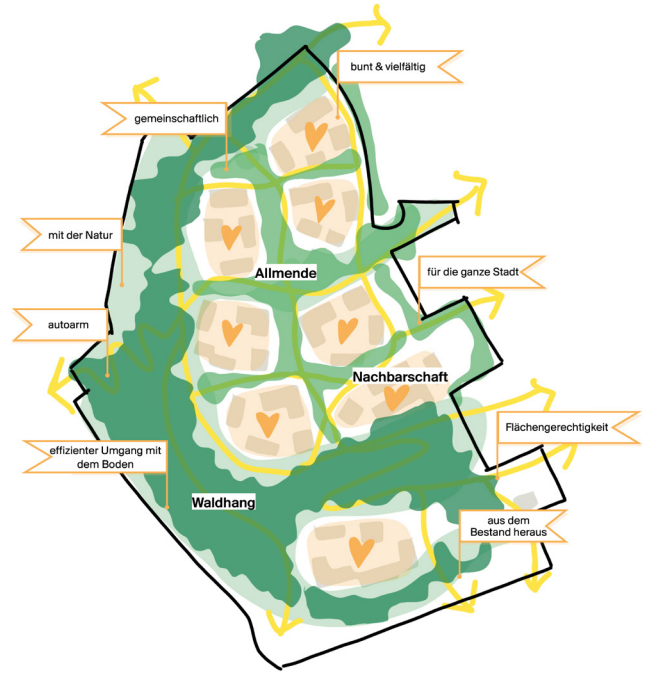 bunt & vielfältig
gemeinschaftlich
mit der Natur
Allmende
für die ganze Stadt
autoarm
Nachbarschaft
Flächengerechtigkeit
effizienter Umgang mit
dem Boden
Waldhang
aus dem
Bestand heraus